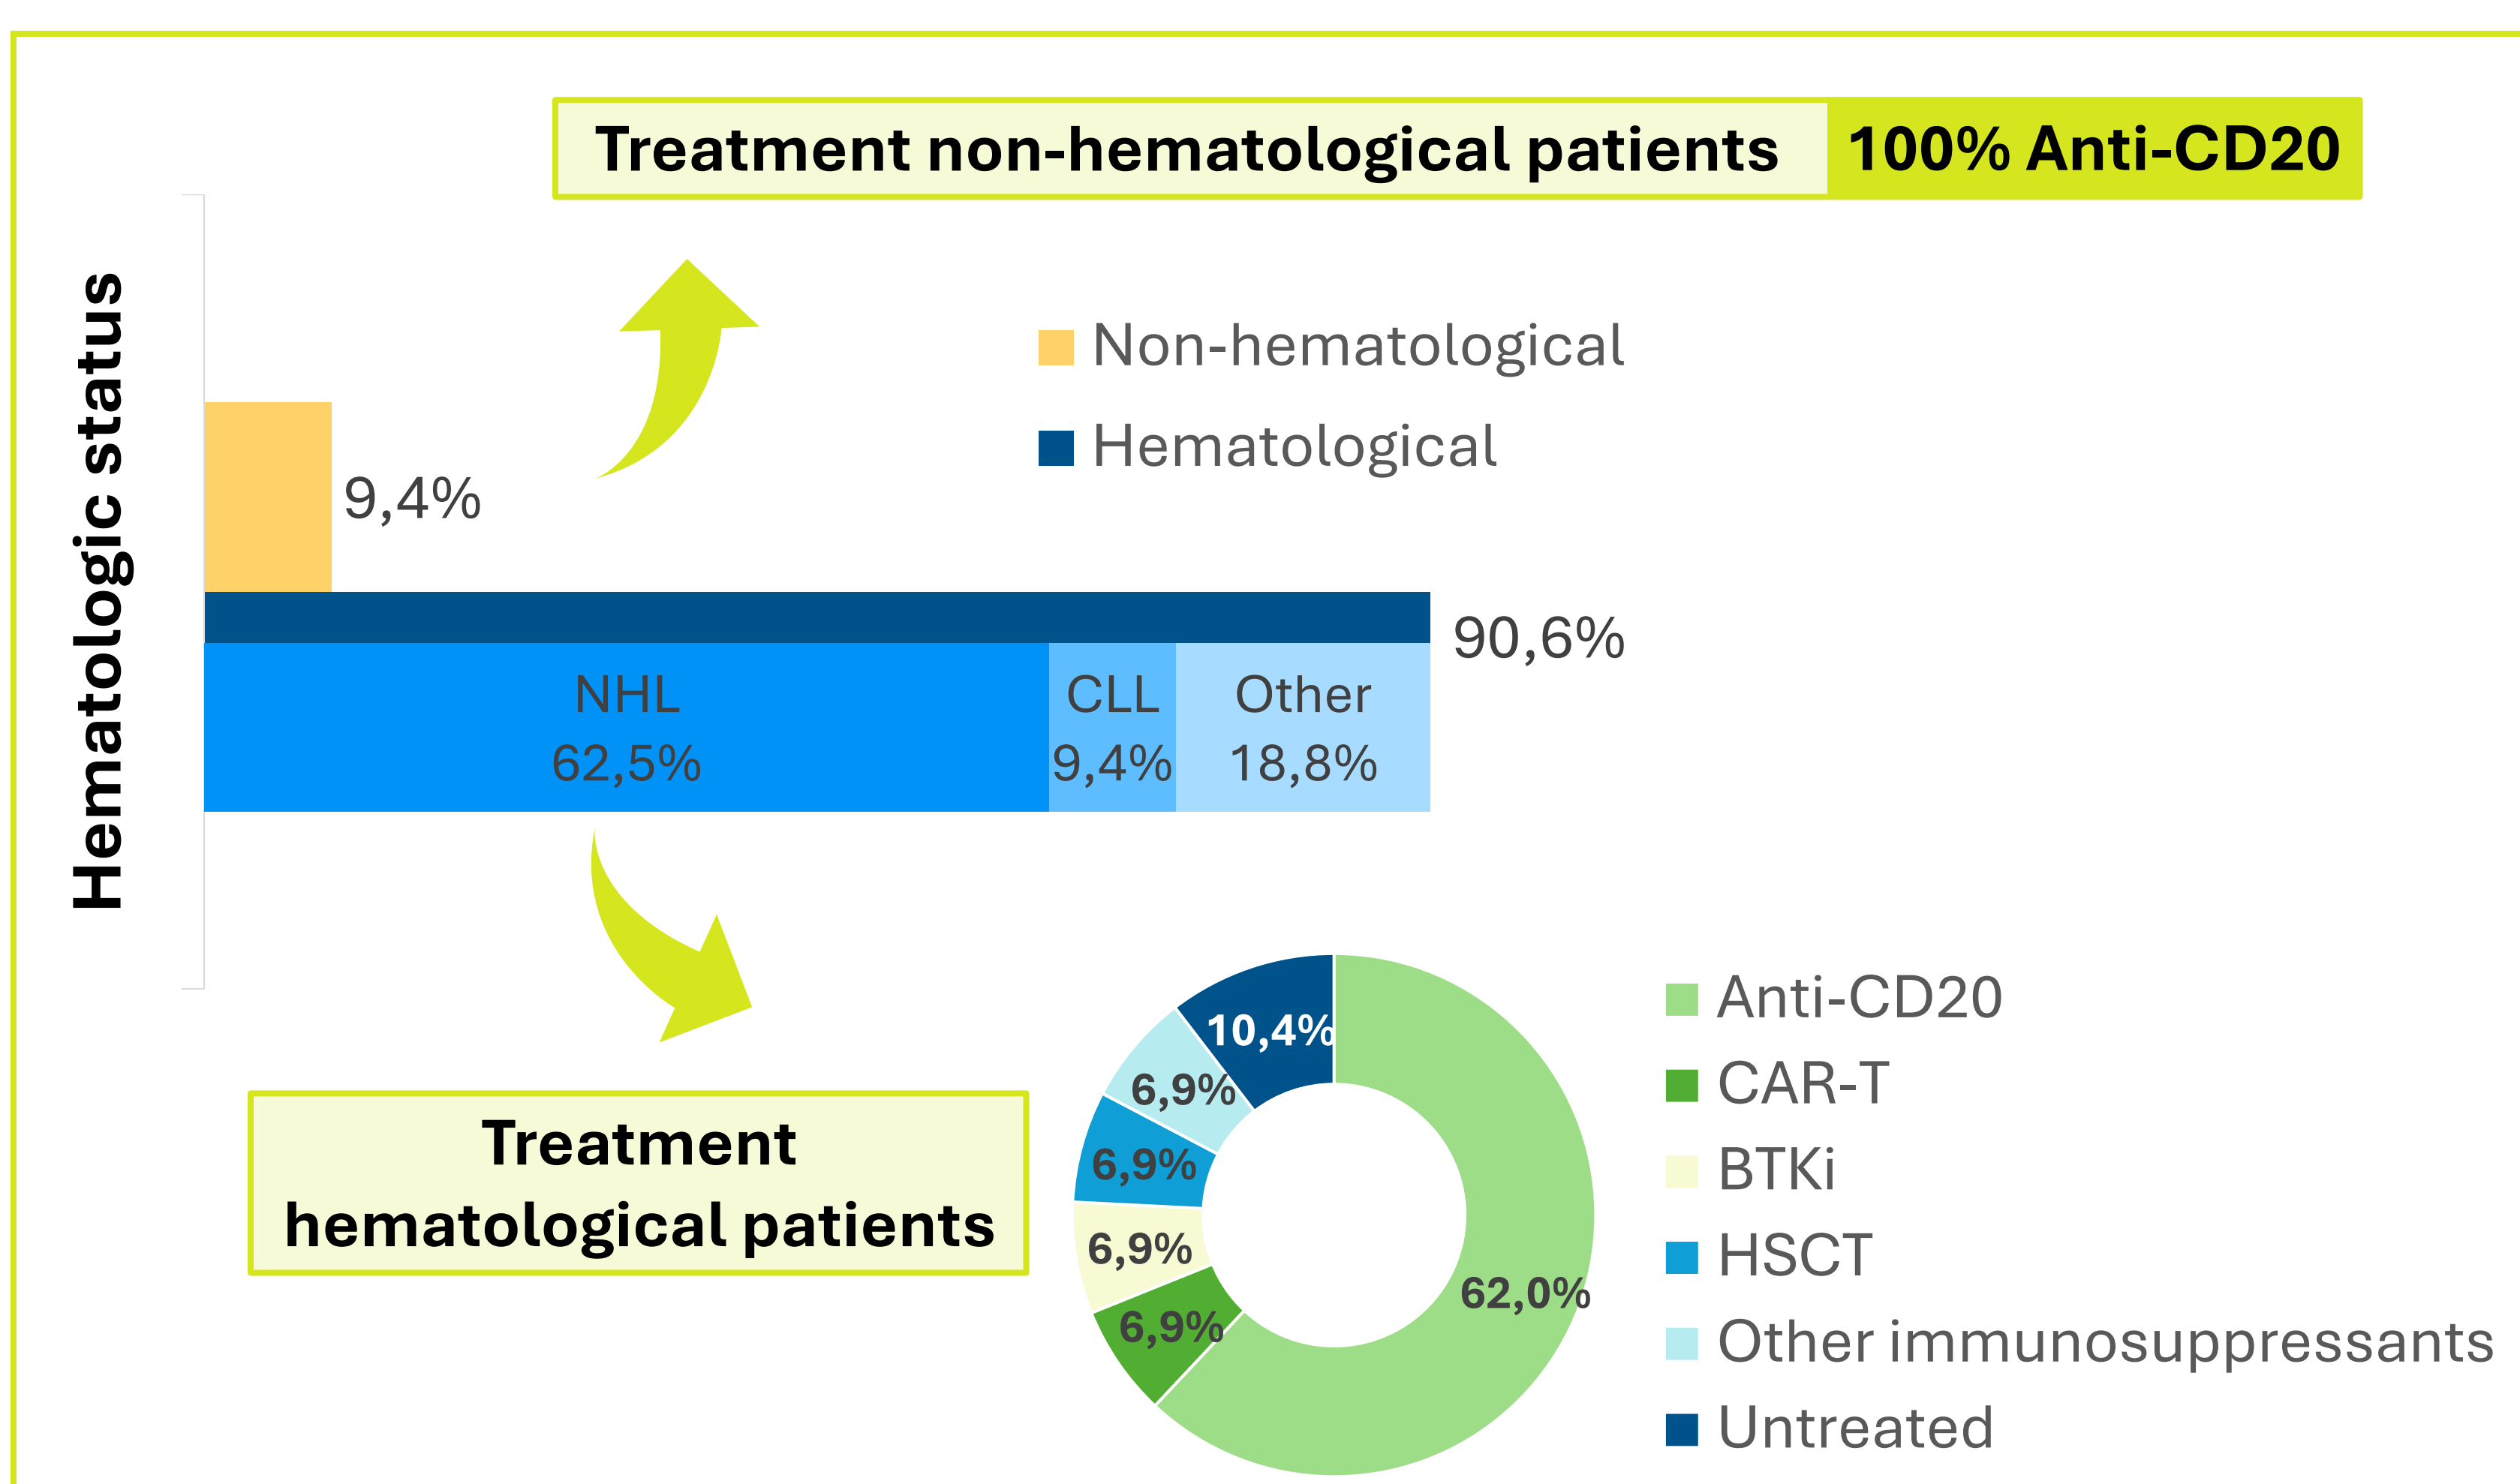 Treatment non-hematological patients 100% Anti-CD20
Hematologic status
Non-hematological
Hematological
9,4%
90,6%
NHL
62,5%
CLL
9,4%
Other
18,8%
Treatment
hematological patients
10,4%
6,9%
6,9%
6,9%
6,9%
62,0%
Anti-CD20
CAR-T
BTKi
HSCT
Other immunosuppressants
Untreated